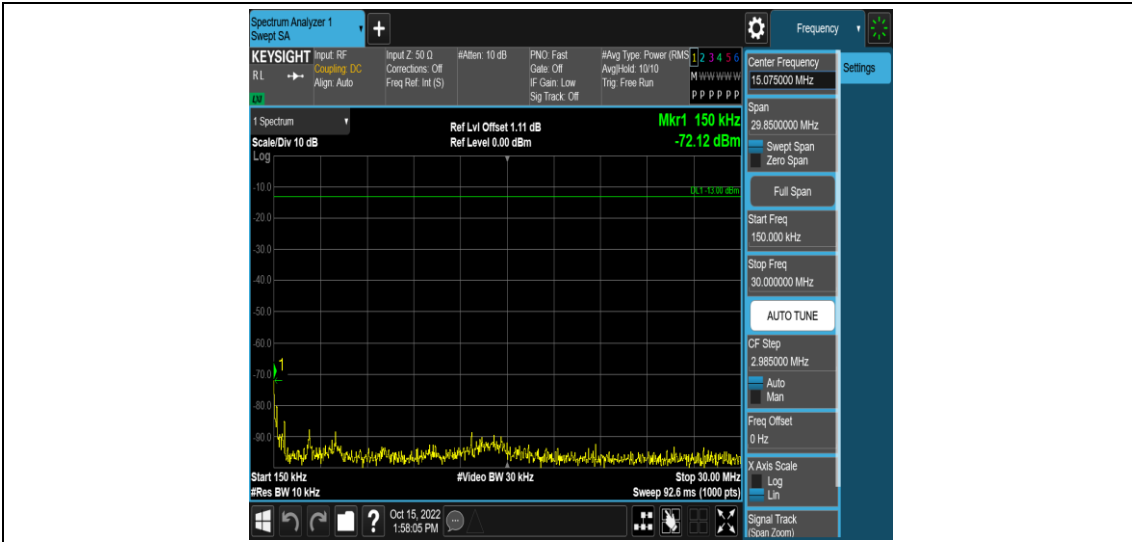 Spectrum Analyzer 1
Swept SA
+
Frequency
KEYSIGHT
RL
Input: RF
Coupling: DC
Align: Auto
Input Z: 50 Ω
Corrections: Off
Freq Ref: Int (S)
#Atten: 10 dB
PNO: Fast
Gate: Off
IF Gain: Low
Sig Track: Off
#Avg Type: Power (RMS
Avg|Hold: 10/10
Trig: Free Run
1 2 3 4 5 6
M W W W W W
P P P P P P
1 Spectrum
Scale/Div 10 dB
Log
Ref Lvl Offset 1.11 dB
Ref Level 0.00 dBm
Mkr1 150 kHz
-72.12 dBm
DL1 -13.00 dBm
-10.0
-20.0
-30.0
-40.0
-50.0
-60.0
1
-70.0
-80.0
-90.0
Start 150 kHz
#Res BW 10 kHz
#Video BW 30 kHz
Stop 30.00 MHz
Sweep 92.6 ms (1000 pts)
Center Frequency
15.075000 MHz
Settings
Span
29.8500000 MHz
Swept Span
Zero Span
Full Span
Start Freq
150.000 kHz
Stop Freq
30.000000 MHz
AUTO TUNE
CF Step
2.985000 MHz
Auto
Man
Freq Offset
0 Hz
X Axis Scale
Log
Lin
Signal Track
(Span Zoom)
?
Oct 15, 2022
1:58:05 PM